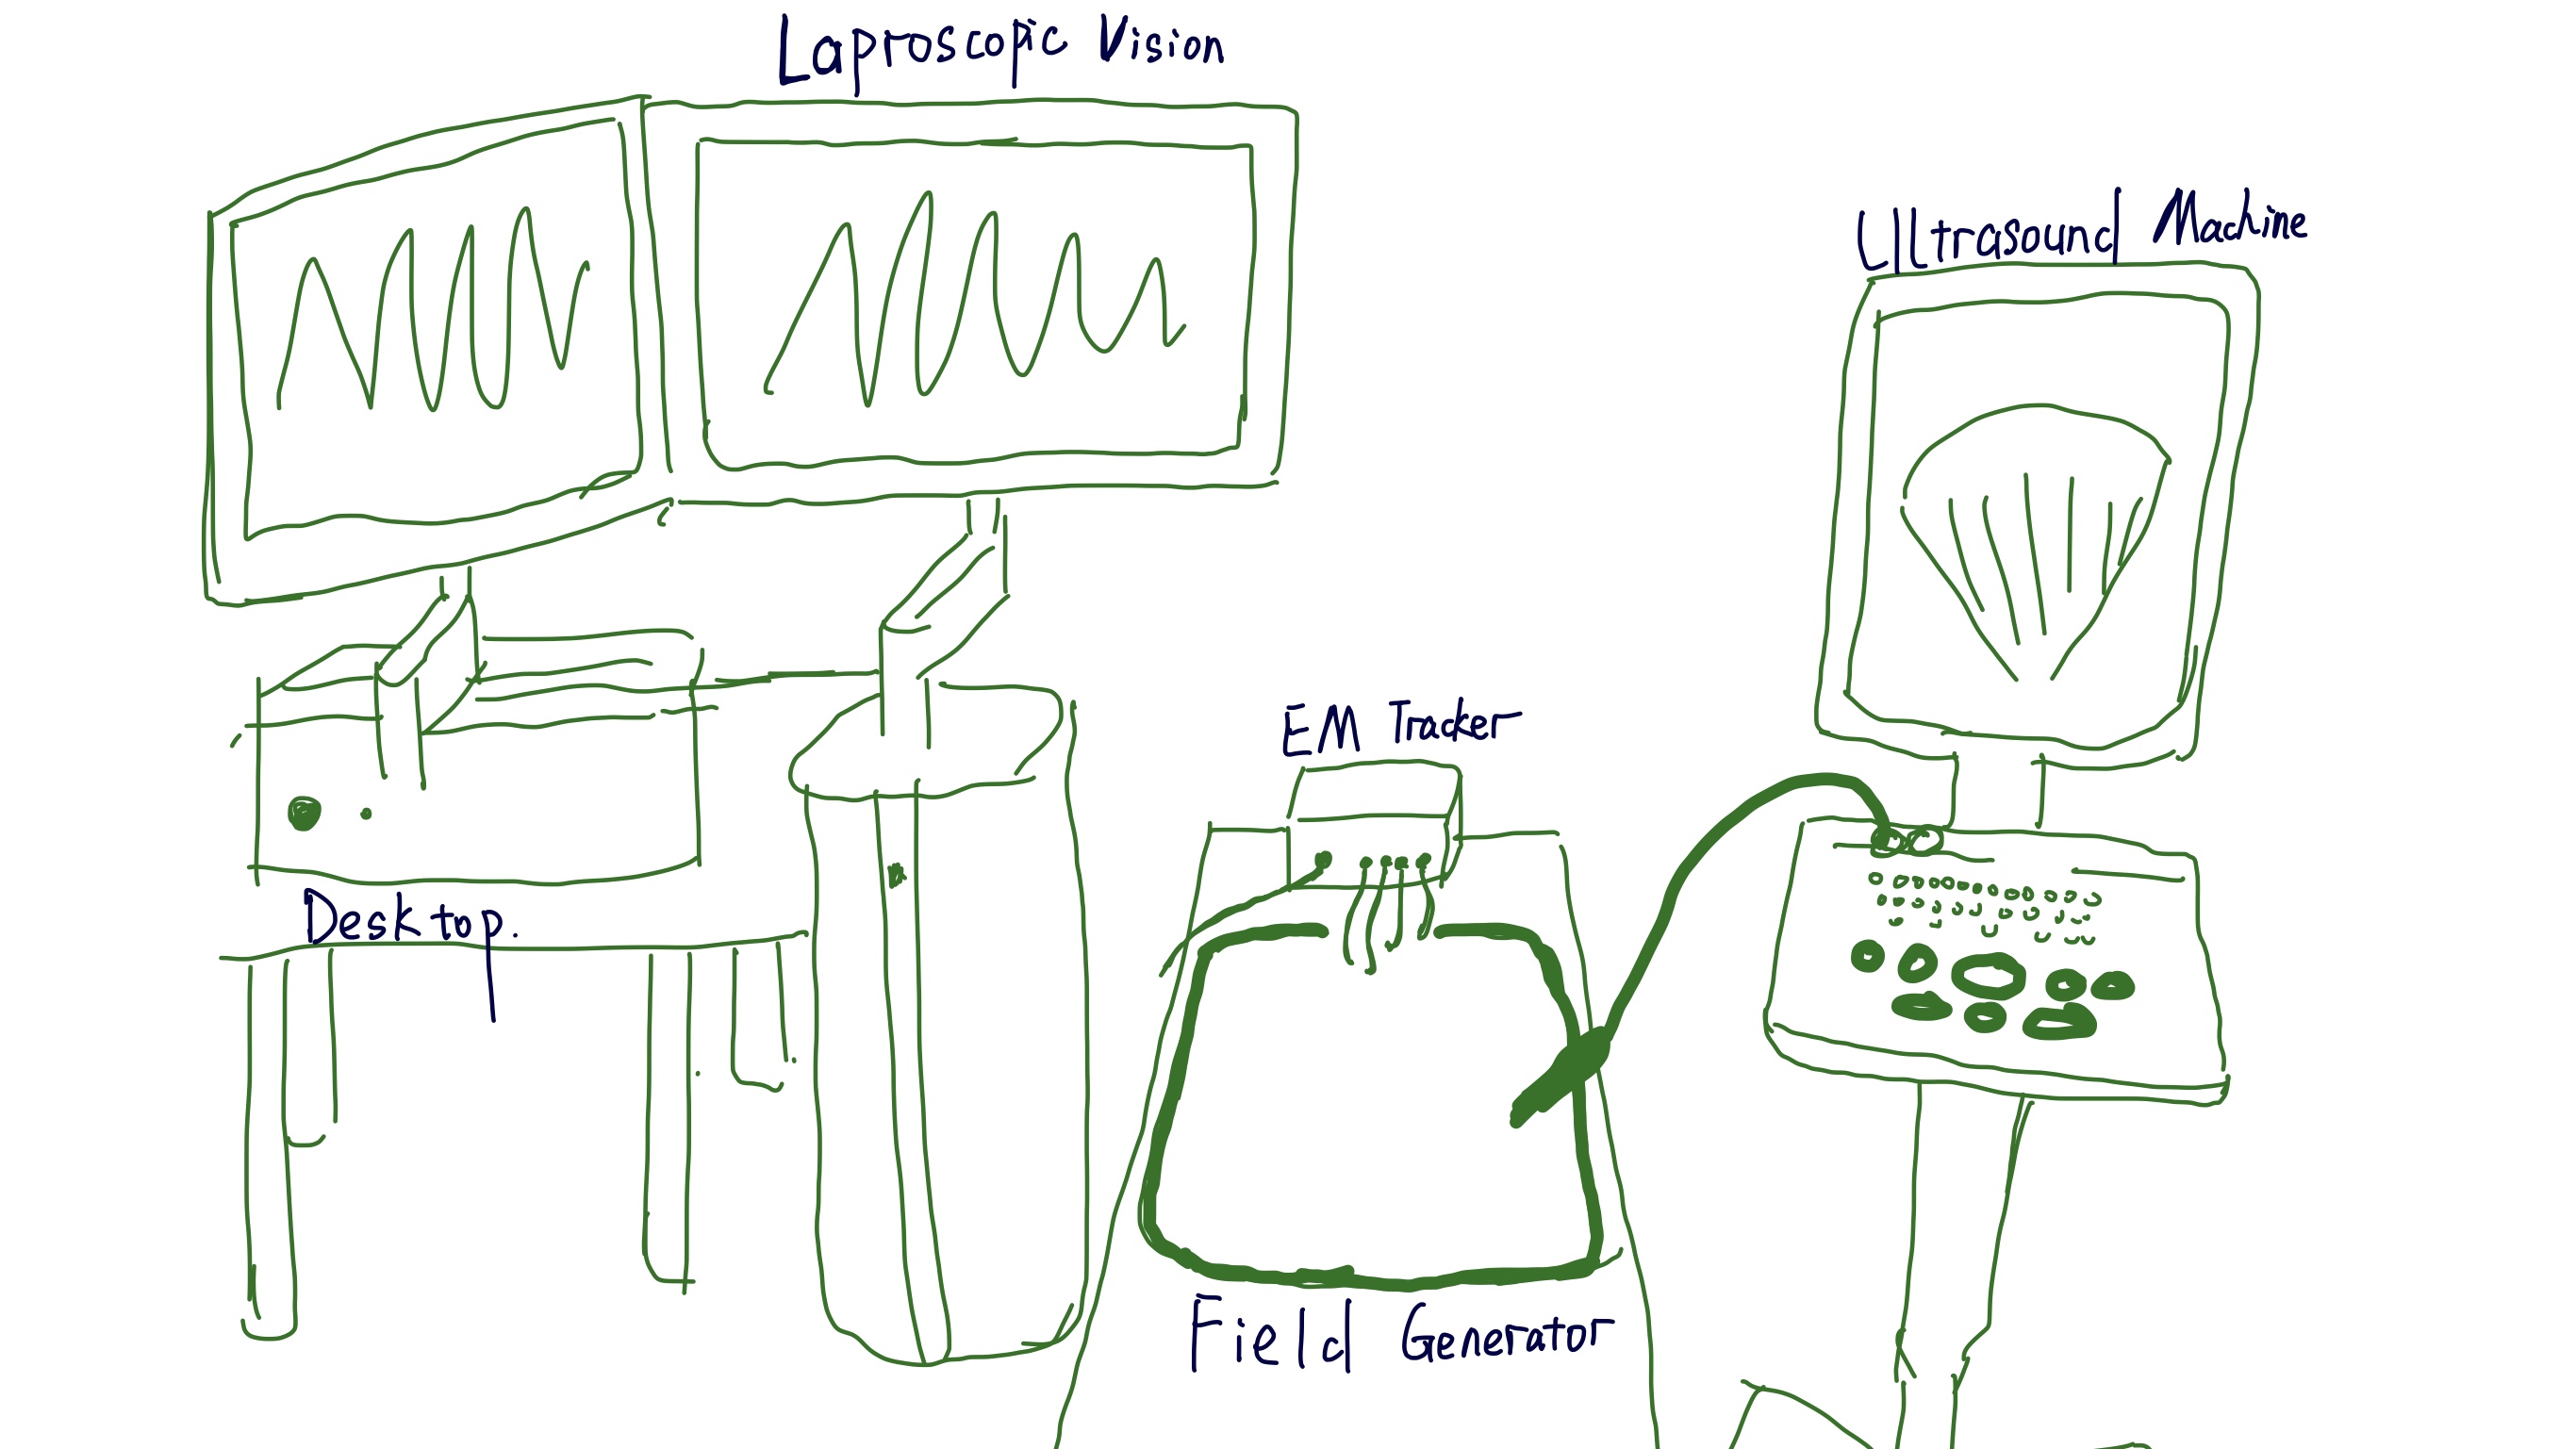 Laproscopic Vision
Ultrasound Machine
EM Tracker
Desktop.
Field Generator